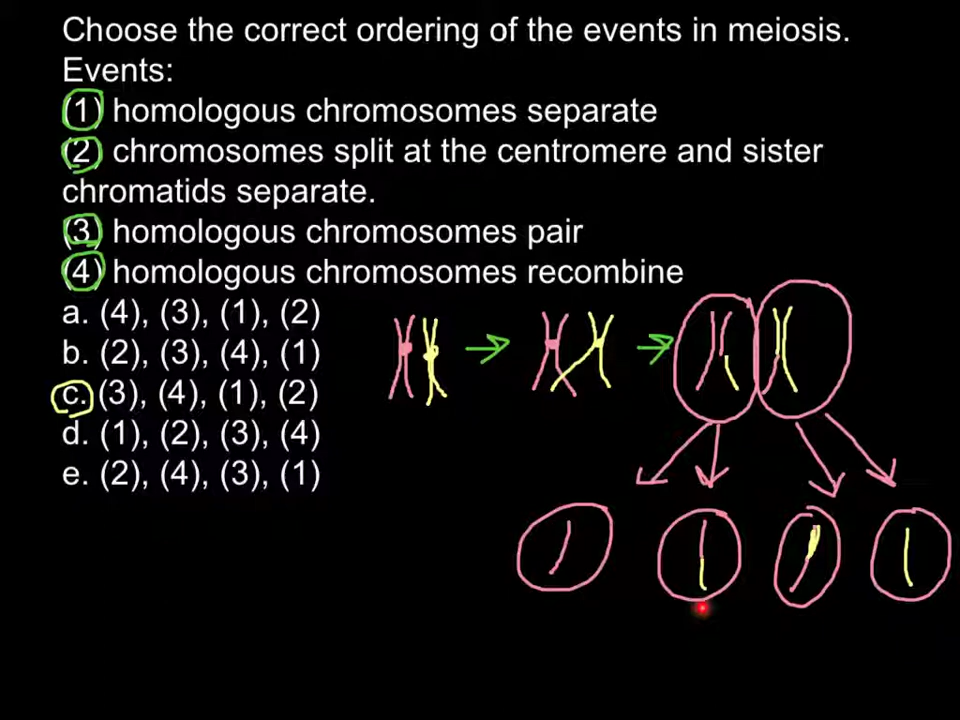 Choose the correct ordering of the events in meiosis.
Events:
(1) homologous chromosomes separate
(2) chromosomes split at the centromere and sister
chromatids separate.
(3) homologous chromosomes pair
(4) homologous chromosomes recombine
a. (4), (3), (1), (2)
b. (2), (3), (4), (1)
c. (3), (4), (1), (2)
d. (1), (2), (3), (4)
e. (2), (4), (3), (1)